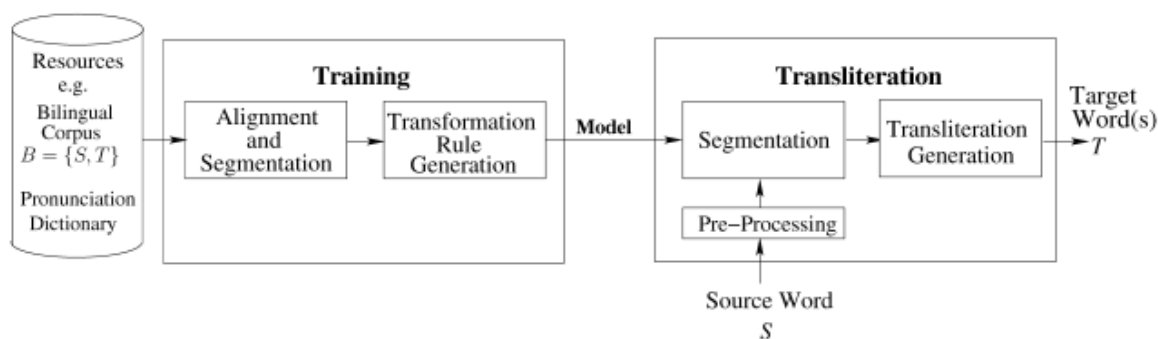 Resources
e.g.
Bilingual
Corpus
B = {S, T}
Pronunciation
Dictionary
Training
Alignment
and
Segmentation
Transformation
Rule
Generation
Model
Transliteration
Segmentation
Transliteration
Generation
Pre−Processing
Source Word
S
Target
Word(s)
T